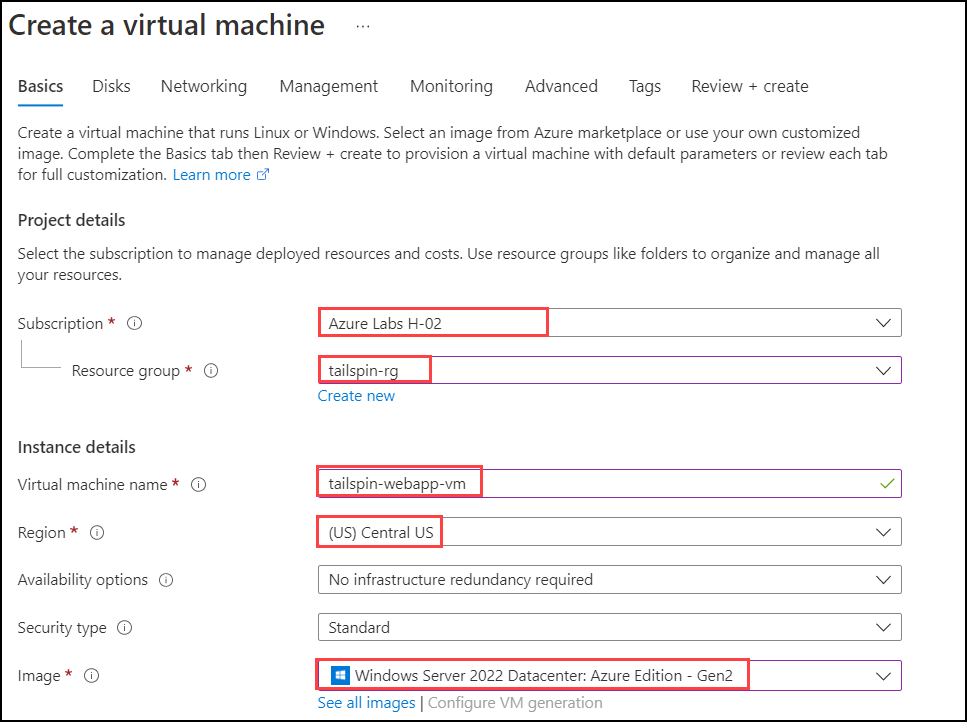 Create a virtual machine ...
Basics Disks Networking Management Monitoring Advanced Tags Review + create
Create a virtual machine that runs Linux or Windows. Select an image from Azure marketplace or use your own customized
image. Complete the Basics tab then Review + create to provision a virtual machine with default parameters or review each tab
for full customization. Learn more
Project details
Select the subscription to manage deployed resources and costs. Use resource groups like folders to organize and manage all
your resources.
Subscription * Azure Labs H-02
Resource group * tailspin-rg
Create new
Instance details
Virtual machine name * tailspin-webapp-vm
Region * (US) Central US
Availability options No infrastructure redundancy required
Security type Standard
Image * Windows Server 2022 Datacenter: Azure Edition - Gen2
See all images | Configure VM generation